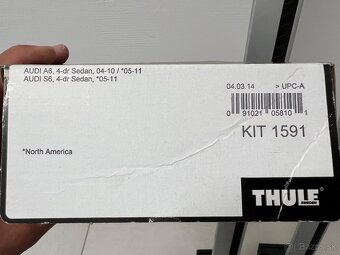 AUDI A6, 4-dr Sedan, 04-10 / *05-11
AUDI S6, 4-dr Sedan, *05-11
04.03.14 > UPC-A
0 91021 05810 1
KIT 1591
*North America
THULE
SWEDEN